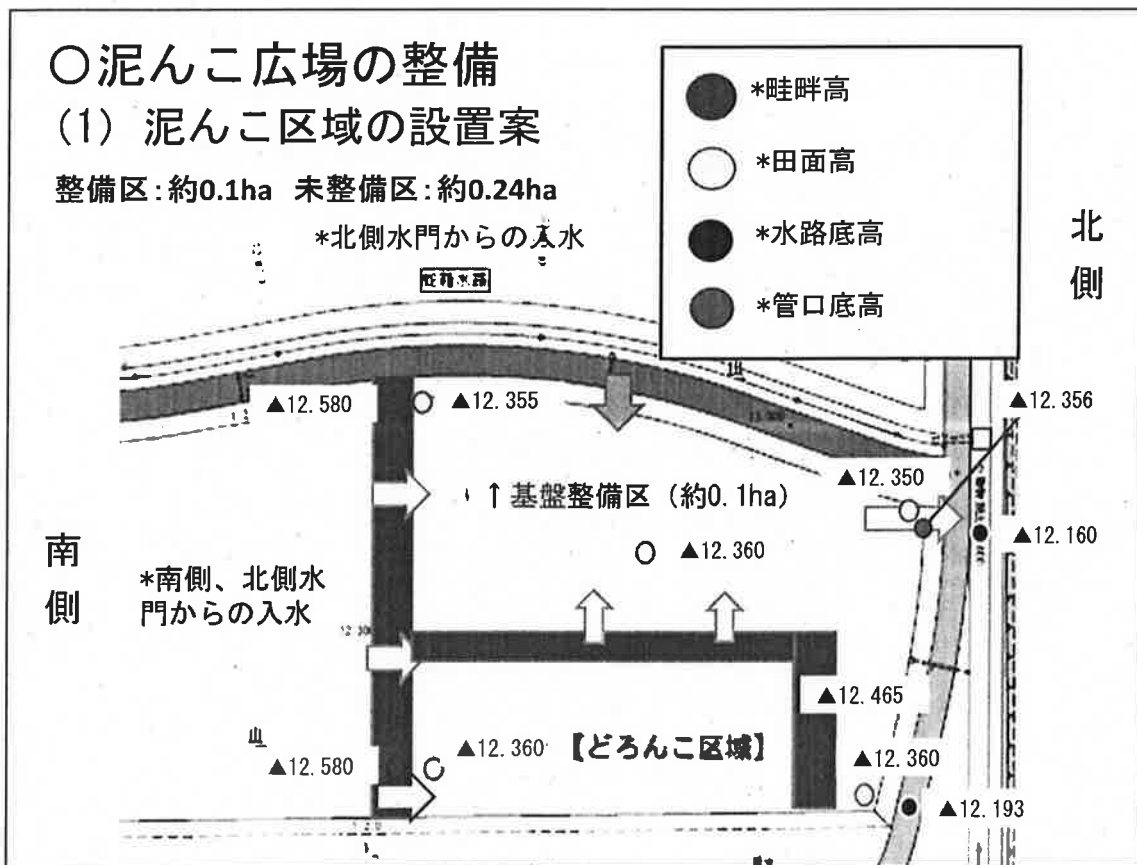 ○泥んこ広場の整備
(1) 泥んこ区域の設置案
整備区:約0.1ha 未整備区:約0.24ha
*北側水門からの入水
*畦畔高
*田面高
*水路底高
*管口底高
北側
南側
▲12.580
▲12.355
▲12.356
▲12.350
↑基盤整備区 (約0.1ha)
▲12.360
▲12.160
*南側、北側水
門からの入水
▲12.465
▲12.580
▲12.360
【どろんこ区域】
▲12.360
▲12.193